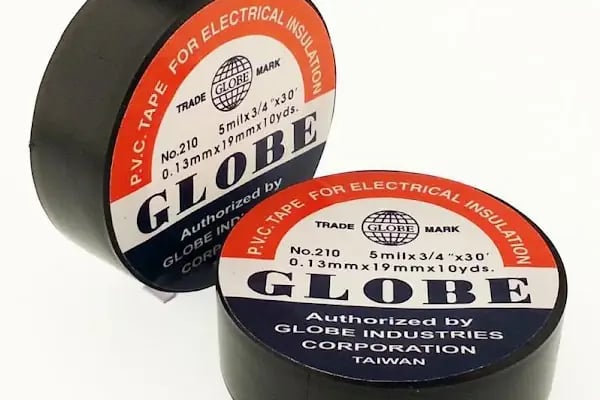 P.V.C. TAPE FOR ELECTRICAL INSULATION
TRADE GLOBE MARK
No.210 5milx3/4"x30'
0.13mmx19mmx10yds.
GLOBE
Authorized by
GLOBE INDUSTRIES
CORPORATION
P.V.C. TAPE FOR ELECTRICAL INSULATION
TRADE GLOBE MARK
No.210 5milx3/4"x30'
0.13mmx19mmx10yds.
GLOBE
Authorized by
GLOBE INDUSTRIES
CORPORATION
TAIWAN